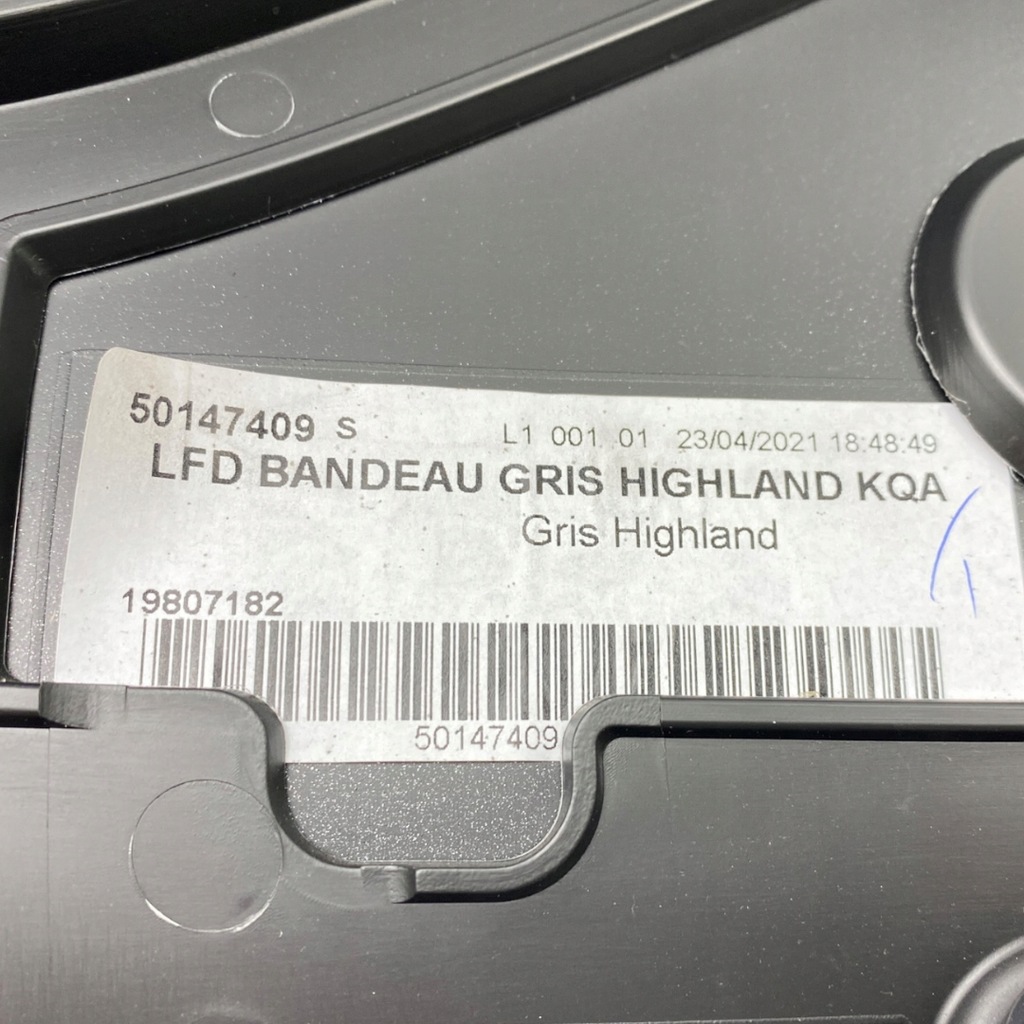 50147409 S L1 001 01 23/04/2021 18:48:49
LFD BANDEAU GRIS HIGHLAND KQA
Gris Highland
19807182
50147409